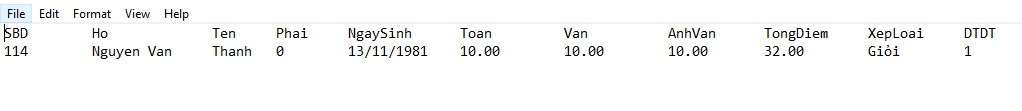 File Edit Format View Help
SBD Ho Ten Phai NgaySinh Toan Van AnhVan TongDiem XepLoai DTDT
114 Nguyen Van Thanh 0 13/11/1981 10.00 10.00 10.00 32.00 Giỏi 1